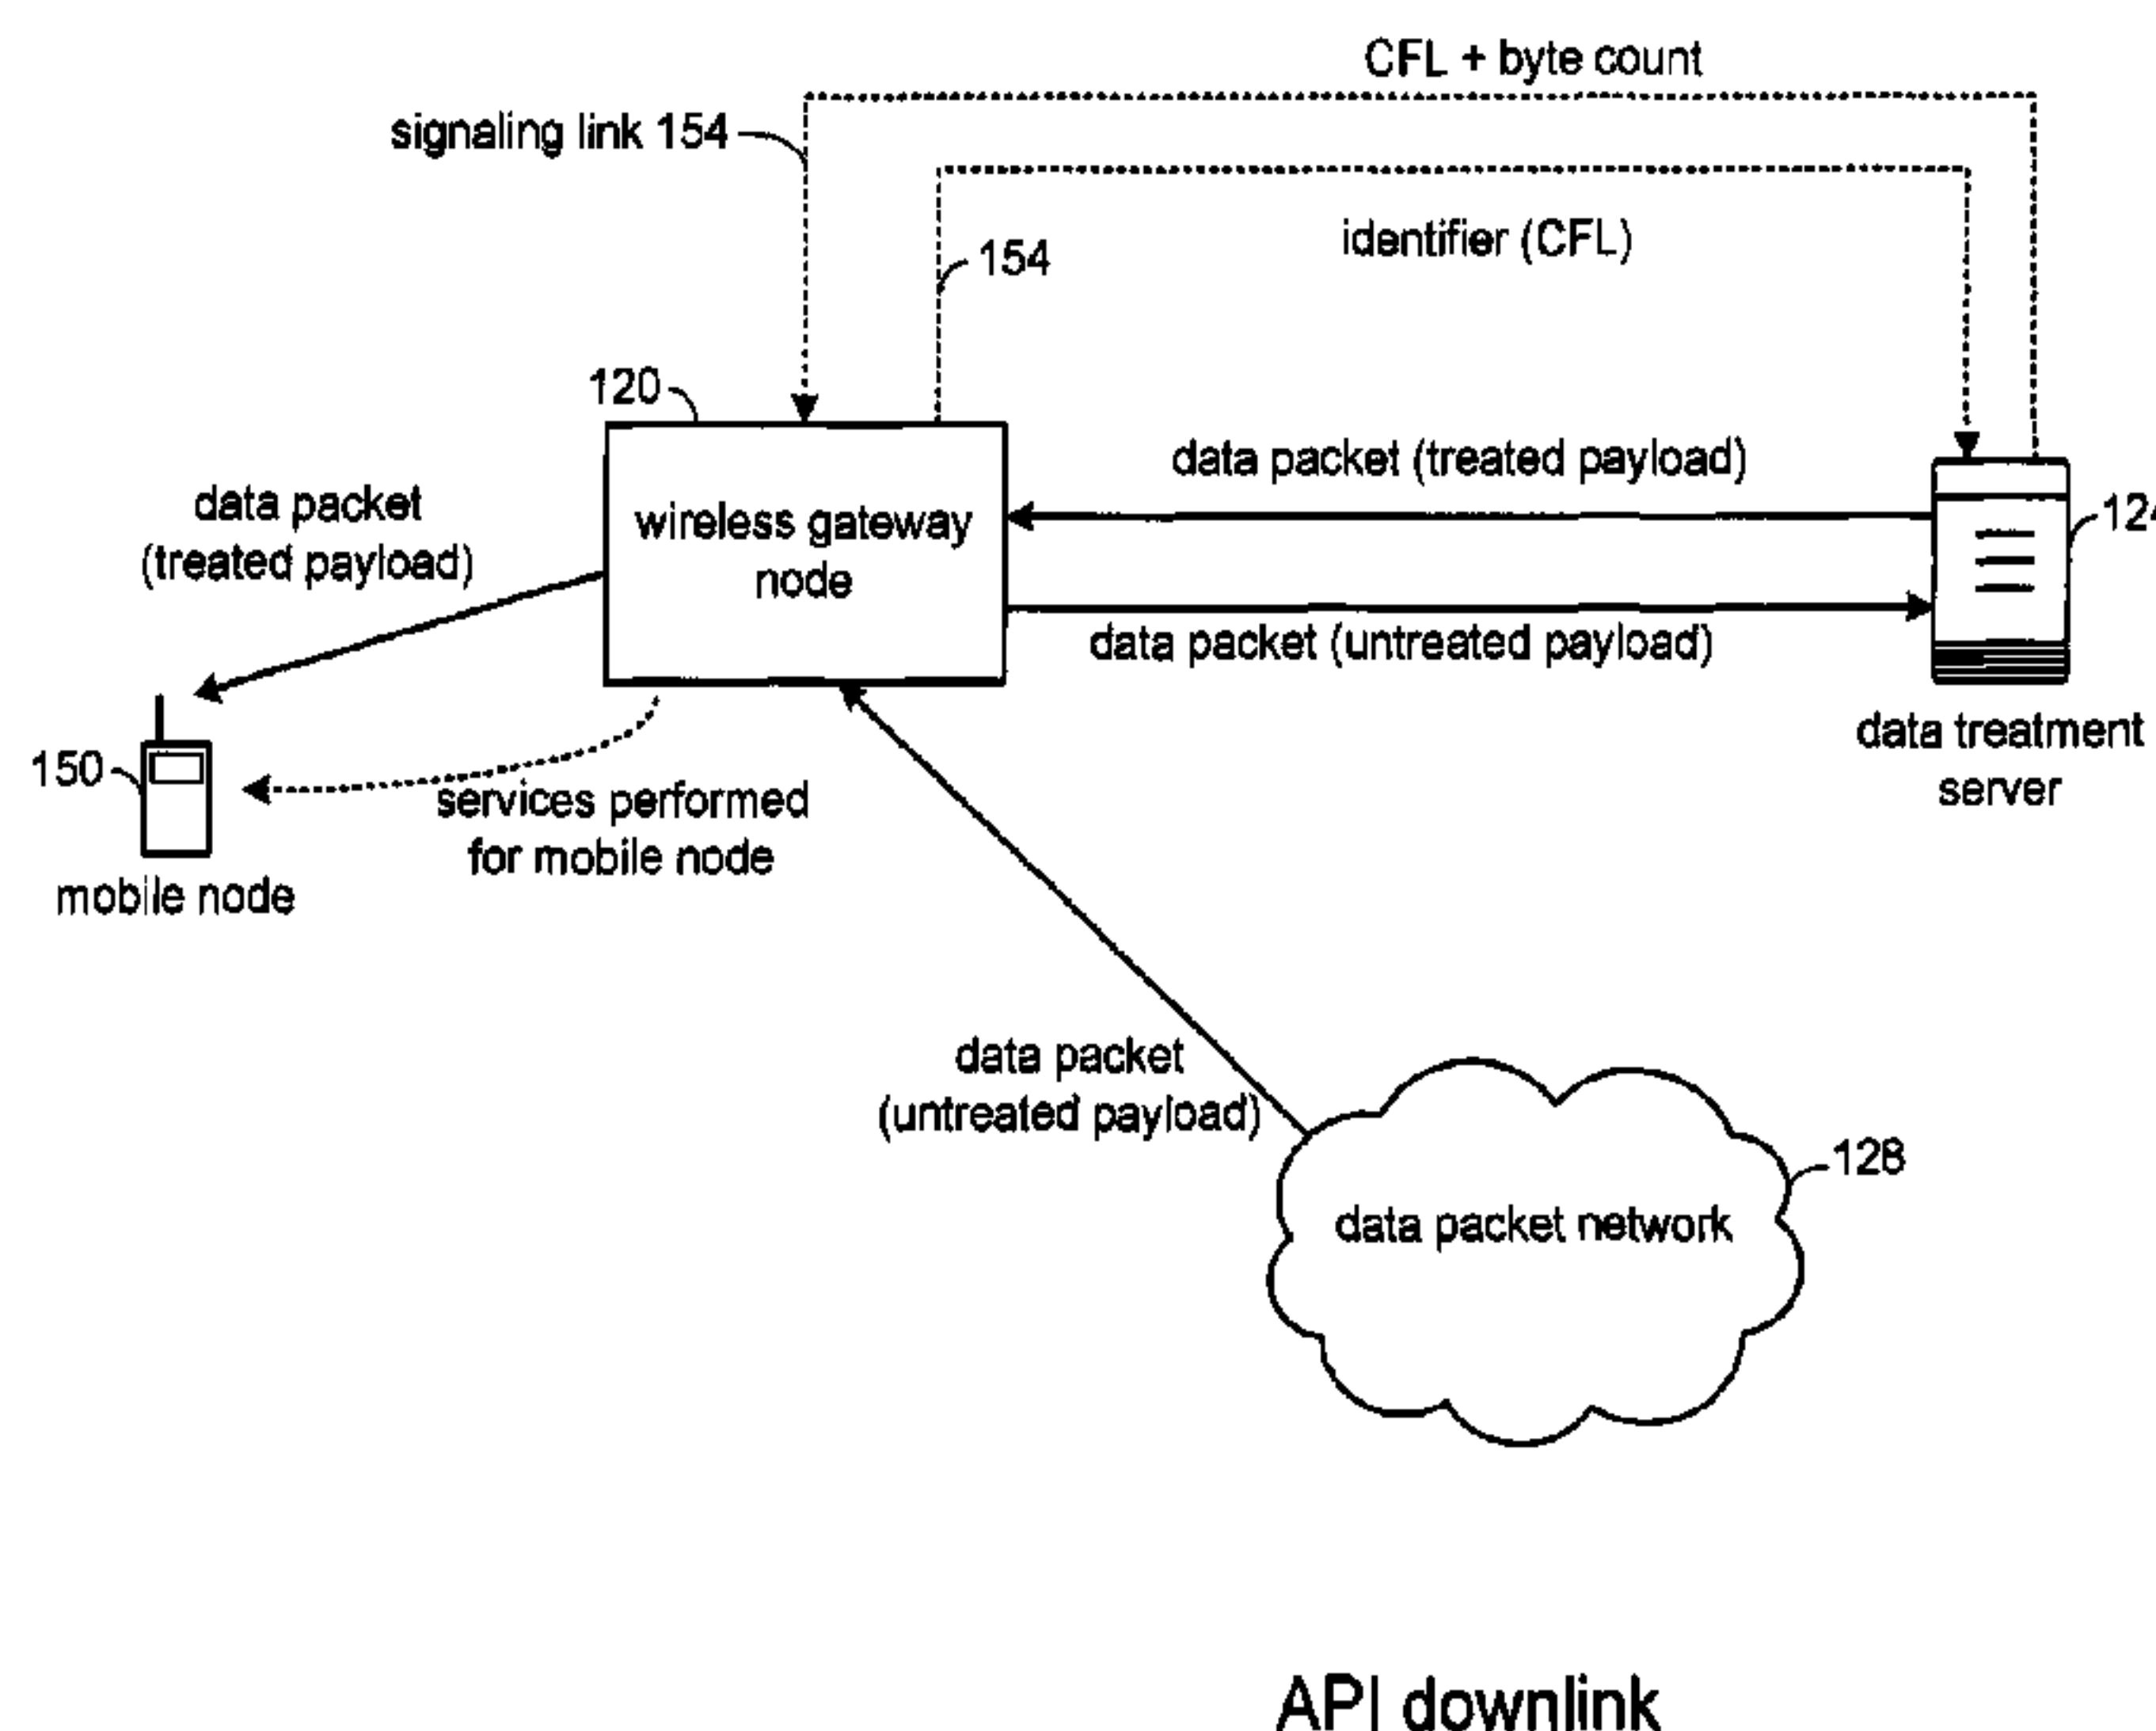 CFL + byte count
signaling link 154
identifier (CFL)
154
120
data packet (treated payload)
data packet
(treated payload)
wireless gateway
node
data packet (untreated payload)
data treatment
server
150
services performed
for mobile node
mobile node
data packet
(untreated payload)
128
data packet network
API downlink